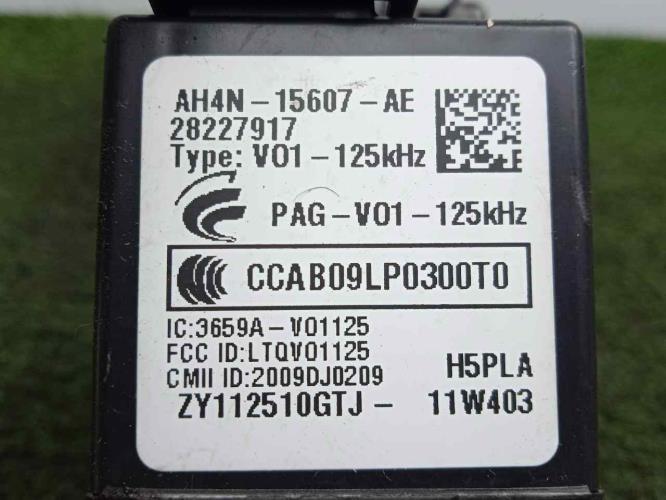 AH4N-15607-AE
28227917
Type: V01-125kHz
PAG-V01-125kHz
CCAB09LP0300T0
IC:3659A-V01125
FCC ID:LTQV01125
CMII ID:2009DJ0209
H5PLA
ZY112510GTJ- 11W403